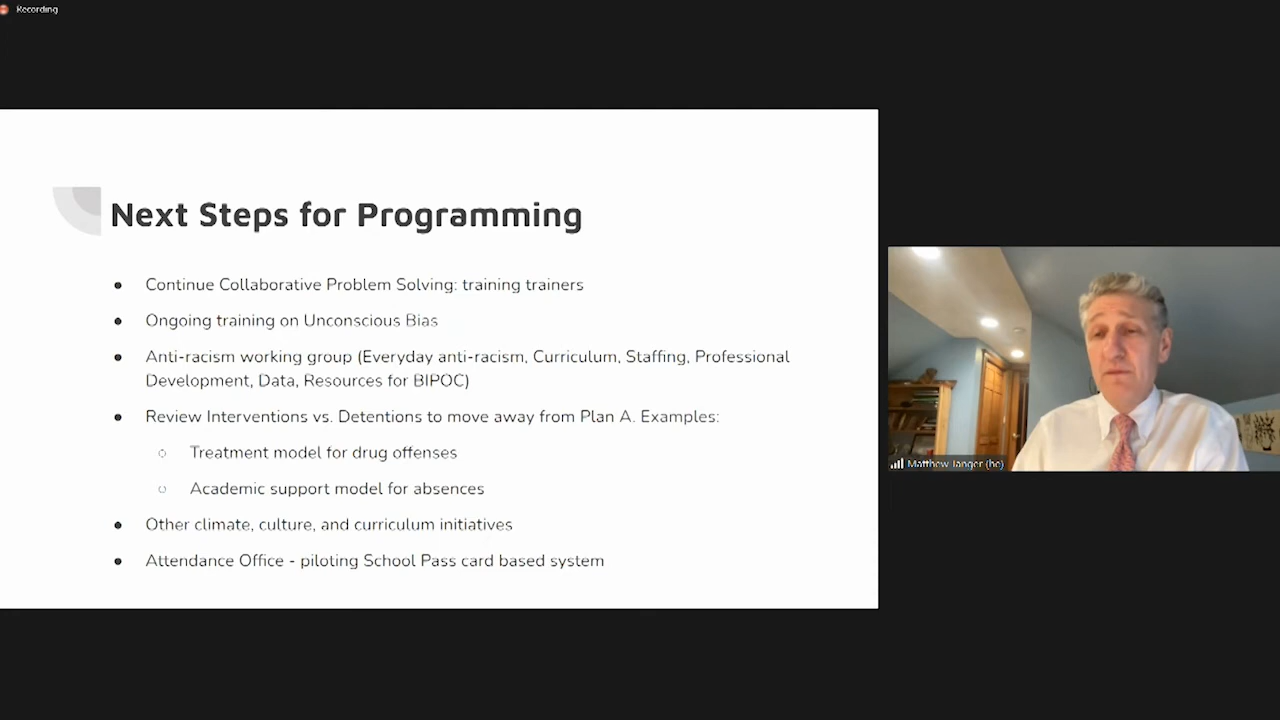 Recording
Next Steps for Programming
● Continue Collaborative Problem Solving: training trainers
● Ongoing training on Unconscious Bias
● Anti-racism working group (Everyday anti-racism, Curriculum, Staffing, Professional
Development, Data, Resources for BIPOC)
● Review Interventions vs. Detentions to move away from Plan A. Examples:
○ Treatment model for drug offenses
○ Academic support model for absences
● Other climate, culture, and curriculum initiatives
● Attendance Office - piloting School Pass card based system
Matthew Janger (he)